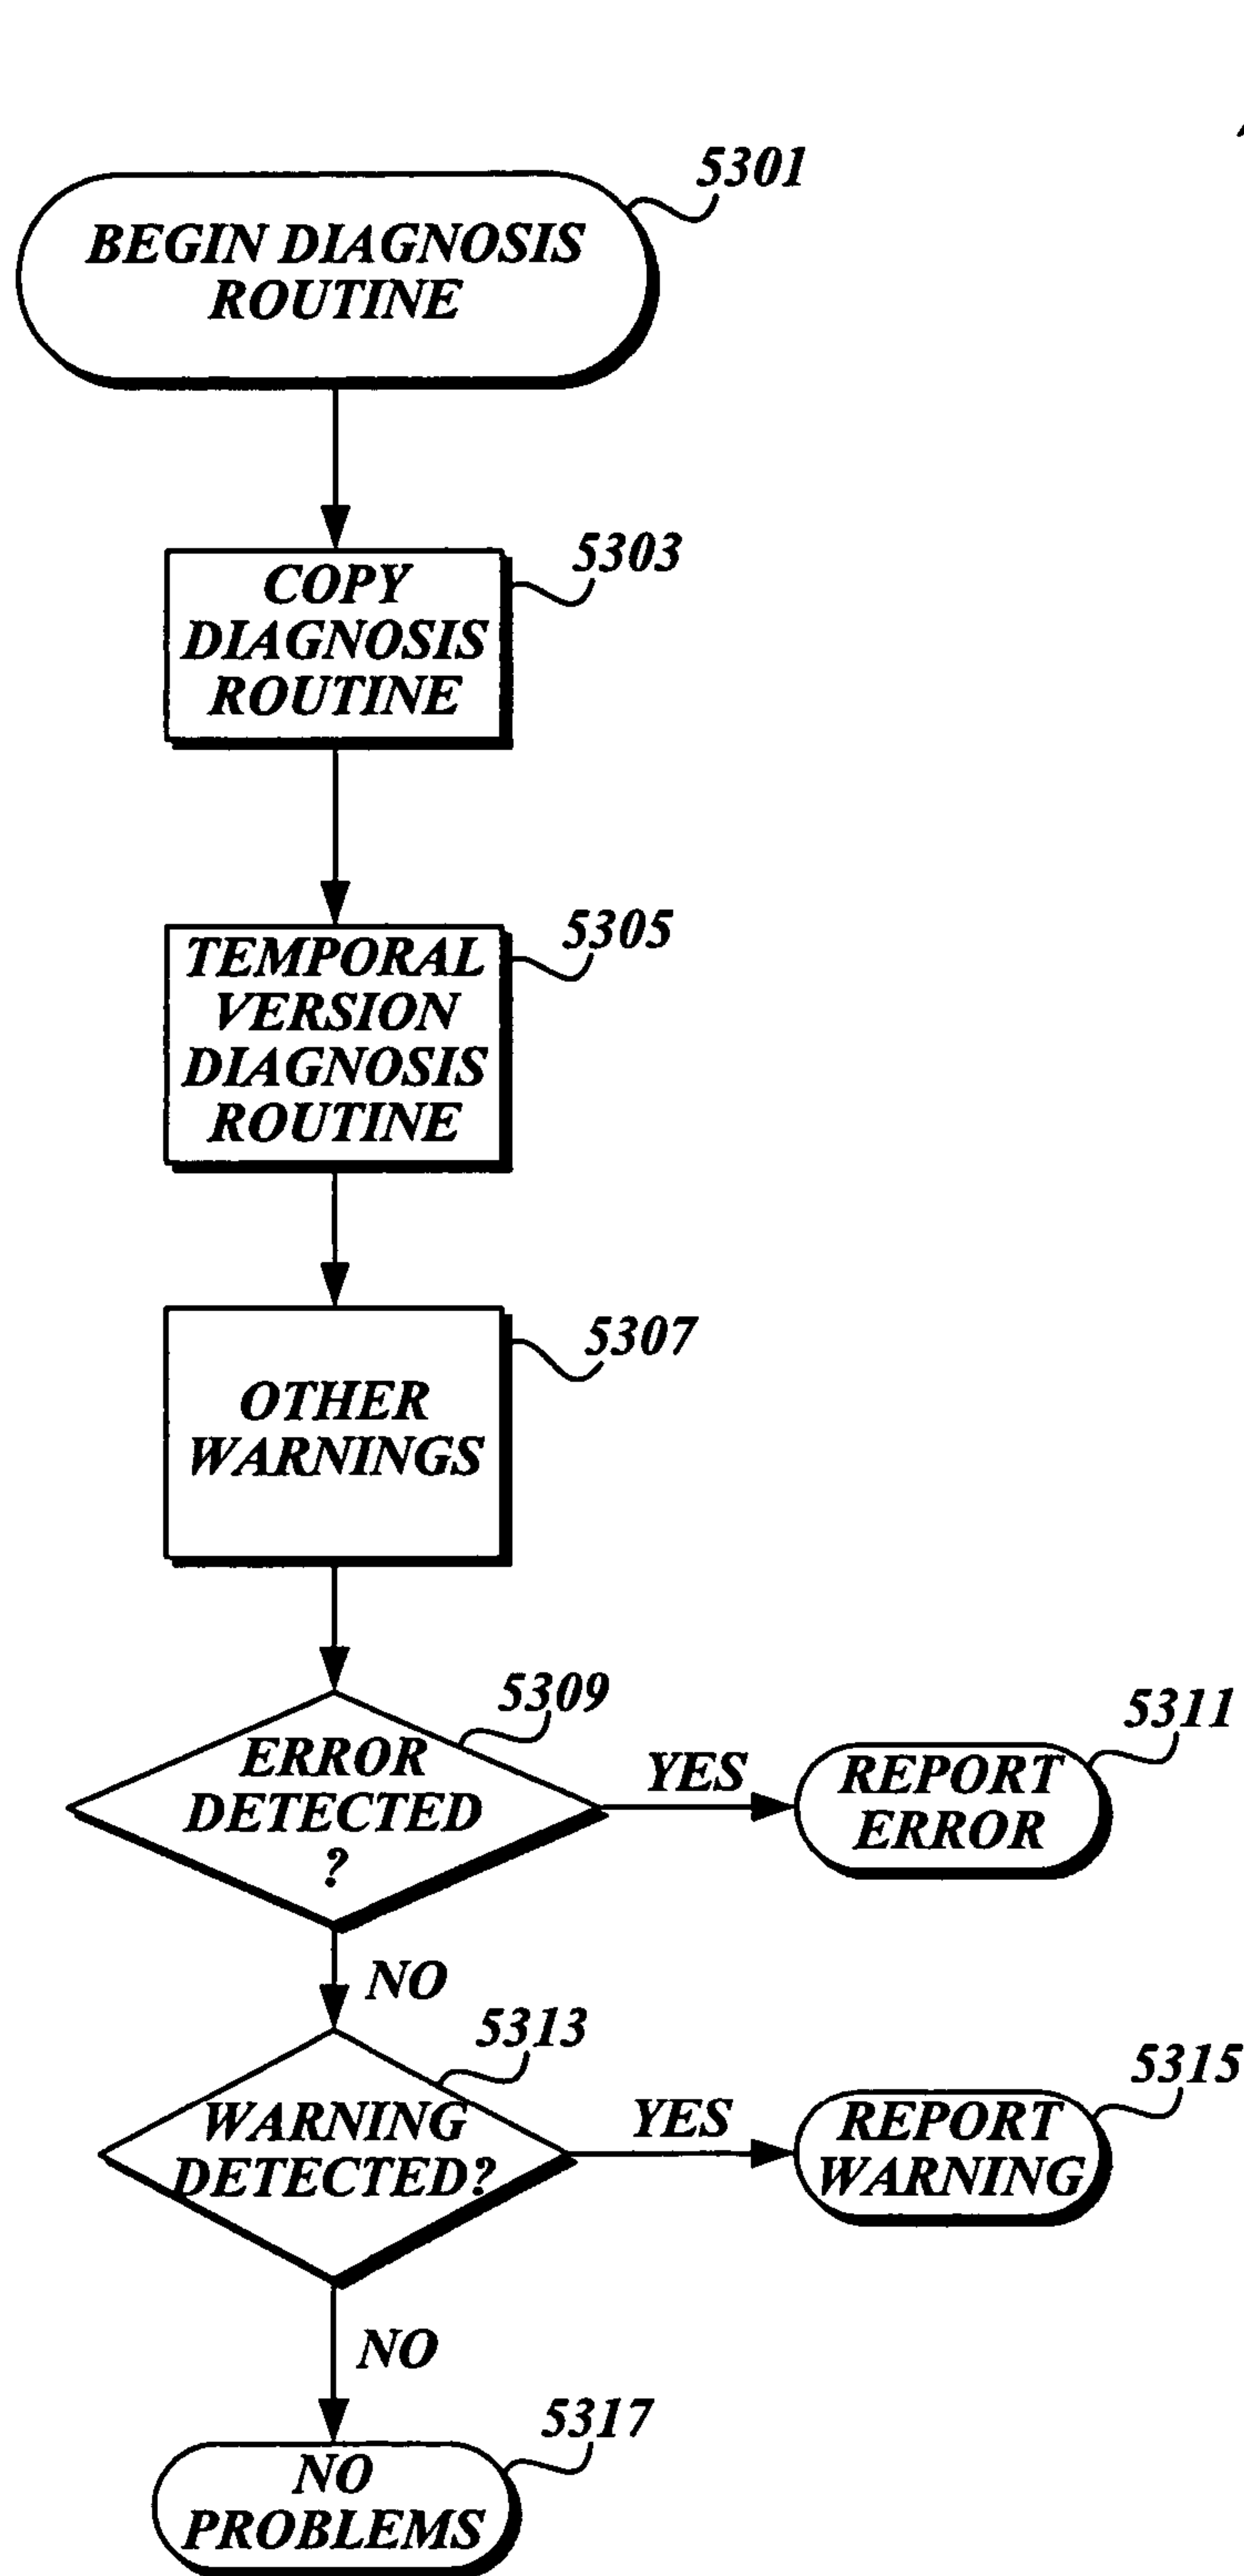 5301
BEGIN DIAGNOSIS
ROUTINE
5303
COPY
DIAGNOSIS
ROUTINE
5305
TEMPORAL
VERSION
DIAGNOSIS
ROUTINE
5307
OTHER
WARNINGS
5309
ERROR
DETECTED
?
YES
5311
REPORT
ERROR
NO
5313
WARNING
DETECTED?
YES
5315
REPORT
WARNING
NO
5317
NO
PROBLEMS